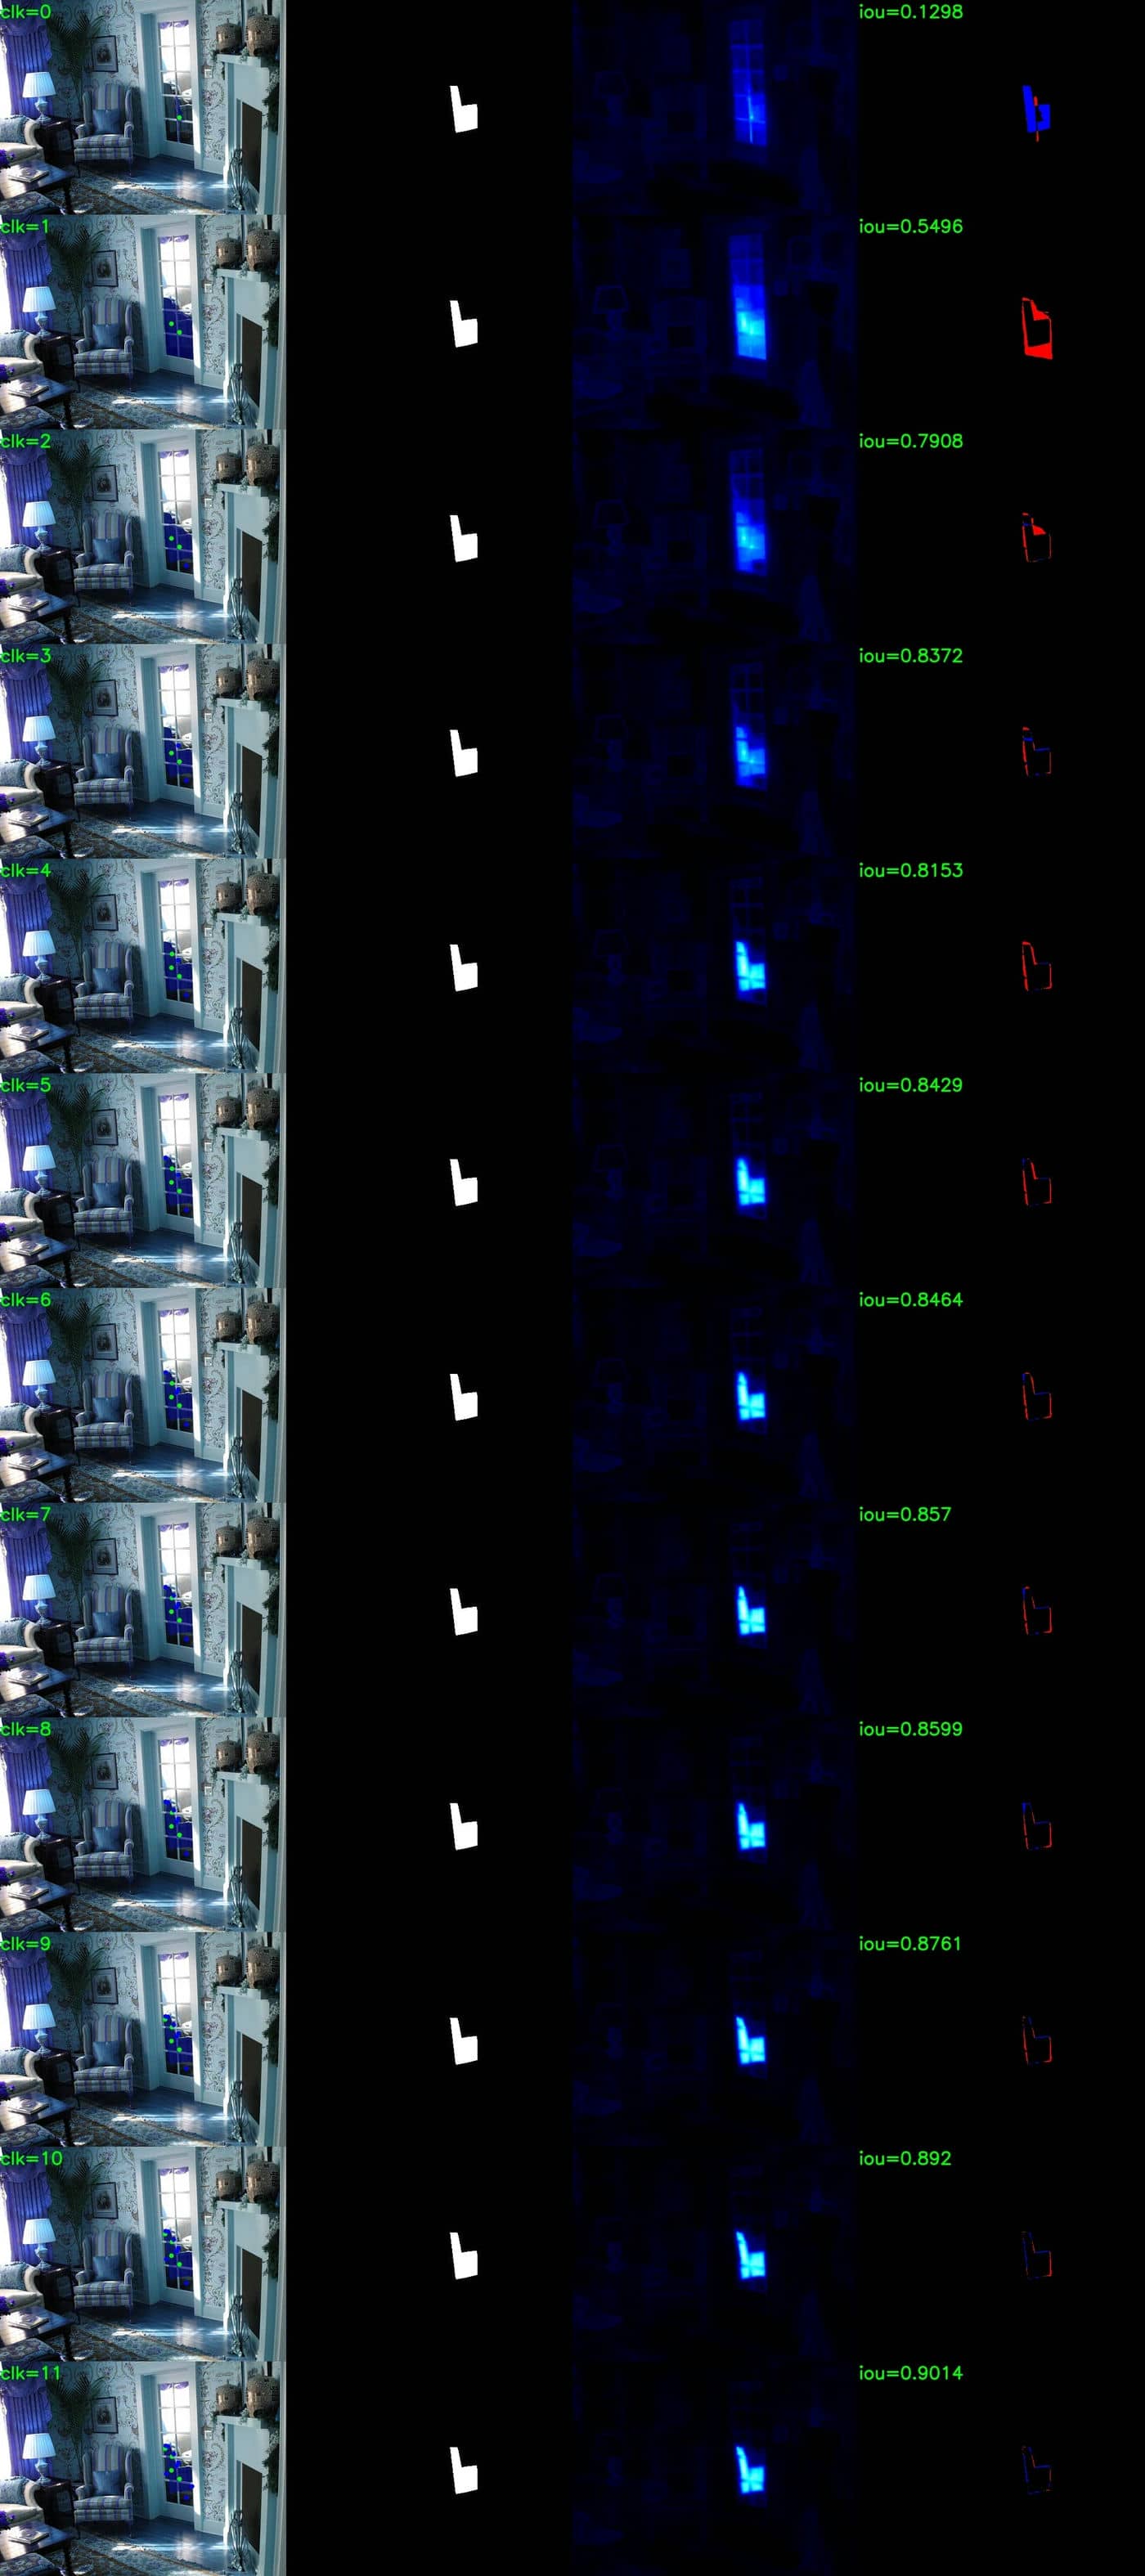 clk=0 iou=0.1298
clk=1 iou=0.5496
clk=2 iou=0.7908
clk=3 iou=0.8372
clk=4 iou=0.8153
clk=5 iou=0.8429
clk=6 iou=0.8464
clk=7 iou=0.857
clk=8 iou=0.8599
clk=9 iou=0.8761
clk=10 iou=0.892
clk=11 iou=0.9014